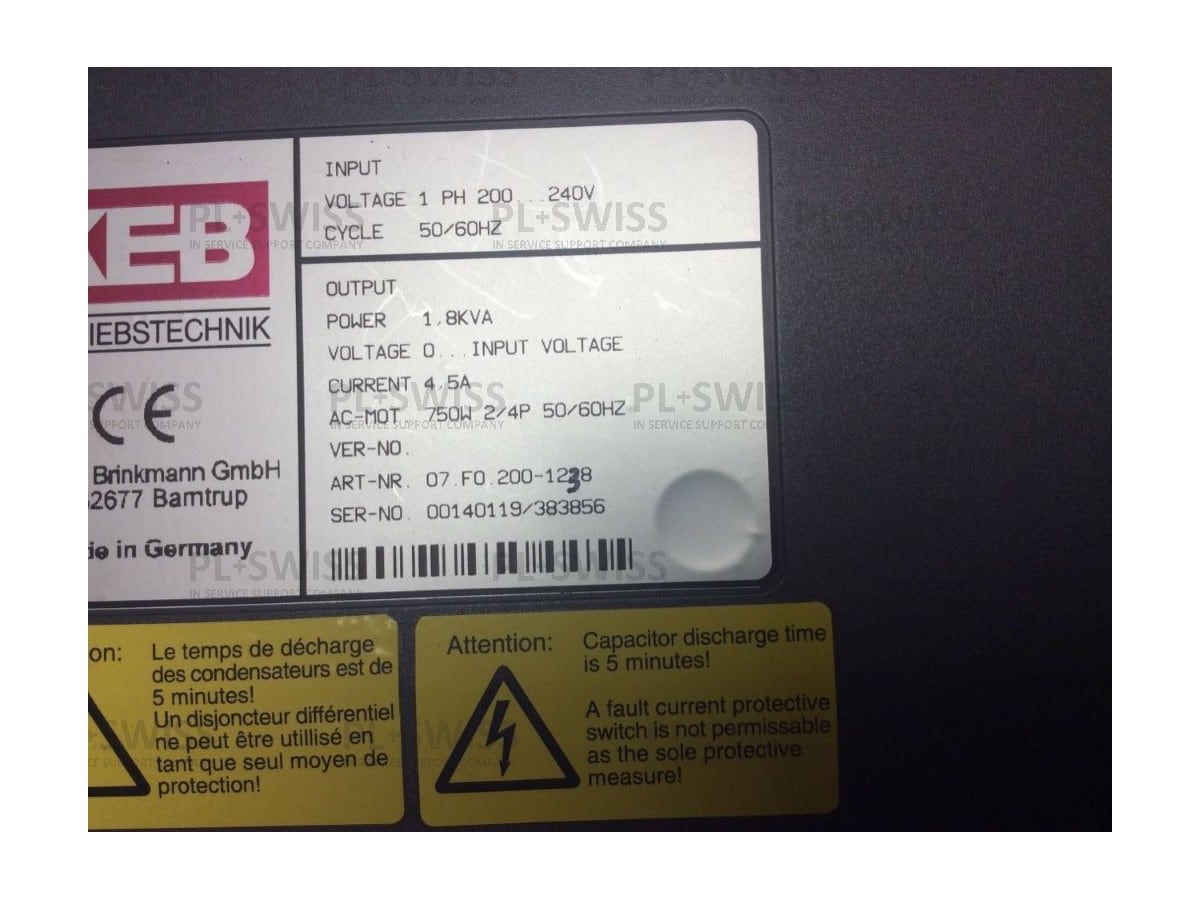 KEB
IEBSTECHNIK
CE
Brinkmann GmbH
2677 Barntrup
de in Germany
INPUT
VOLTAGE 1 PH 200...240V
CYCLE 50/60HZ
OUTPUT
POWER 1,8KVA
VOLTAGE 0...INPUT VOLTAGE
CURRENT 4,5A
AC-MOT. 750W 2/4P 50/60HZ
VER-NO.
ART-NR. 07.F0.200-1238
SER-NO. 00140119/383856
on:
Le temps de décharge
des condensateurs est de
5 minutes!
Un disjoncteur différentiel
ne peut être utilisé en
tant que seul moyen de
protection!
Attention:
Capacitor discharge time
is 5 minutes!
A fault current protective
switch is not permissable
as the sole protective
measure!
PL+SWISS
IN SERVICE SUPPORT COMPANY